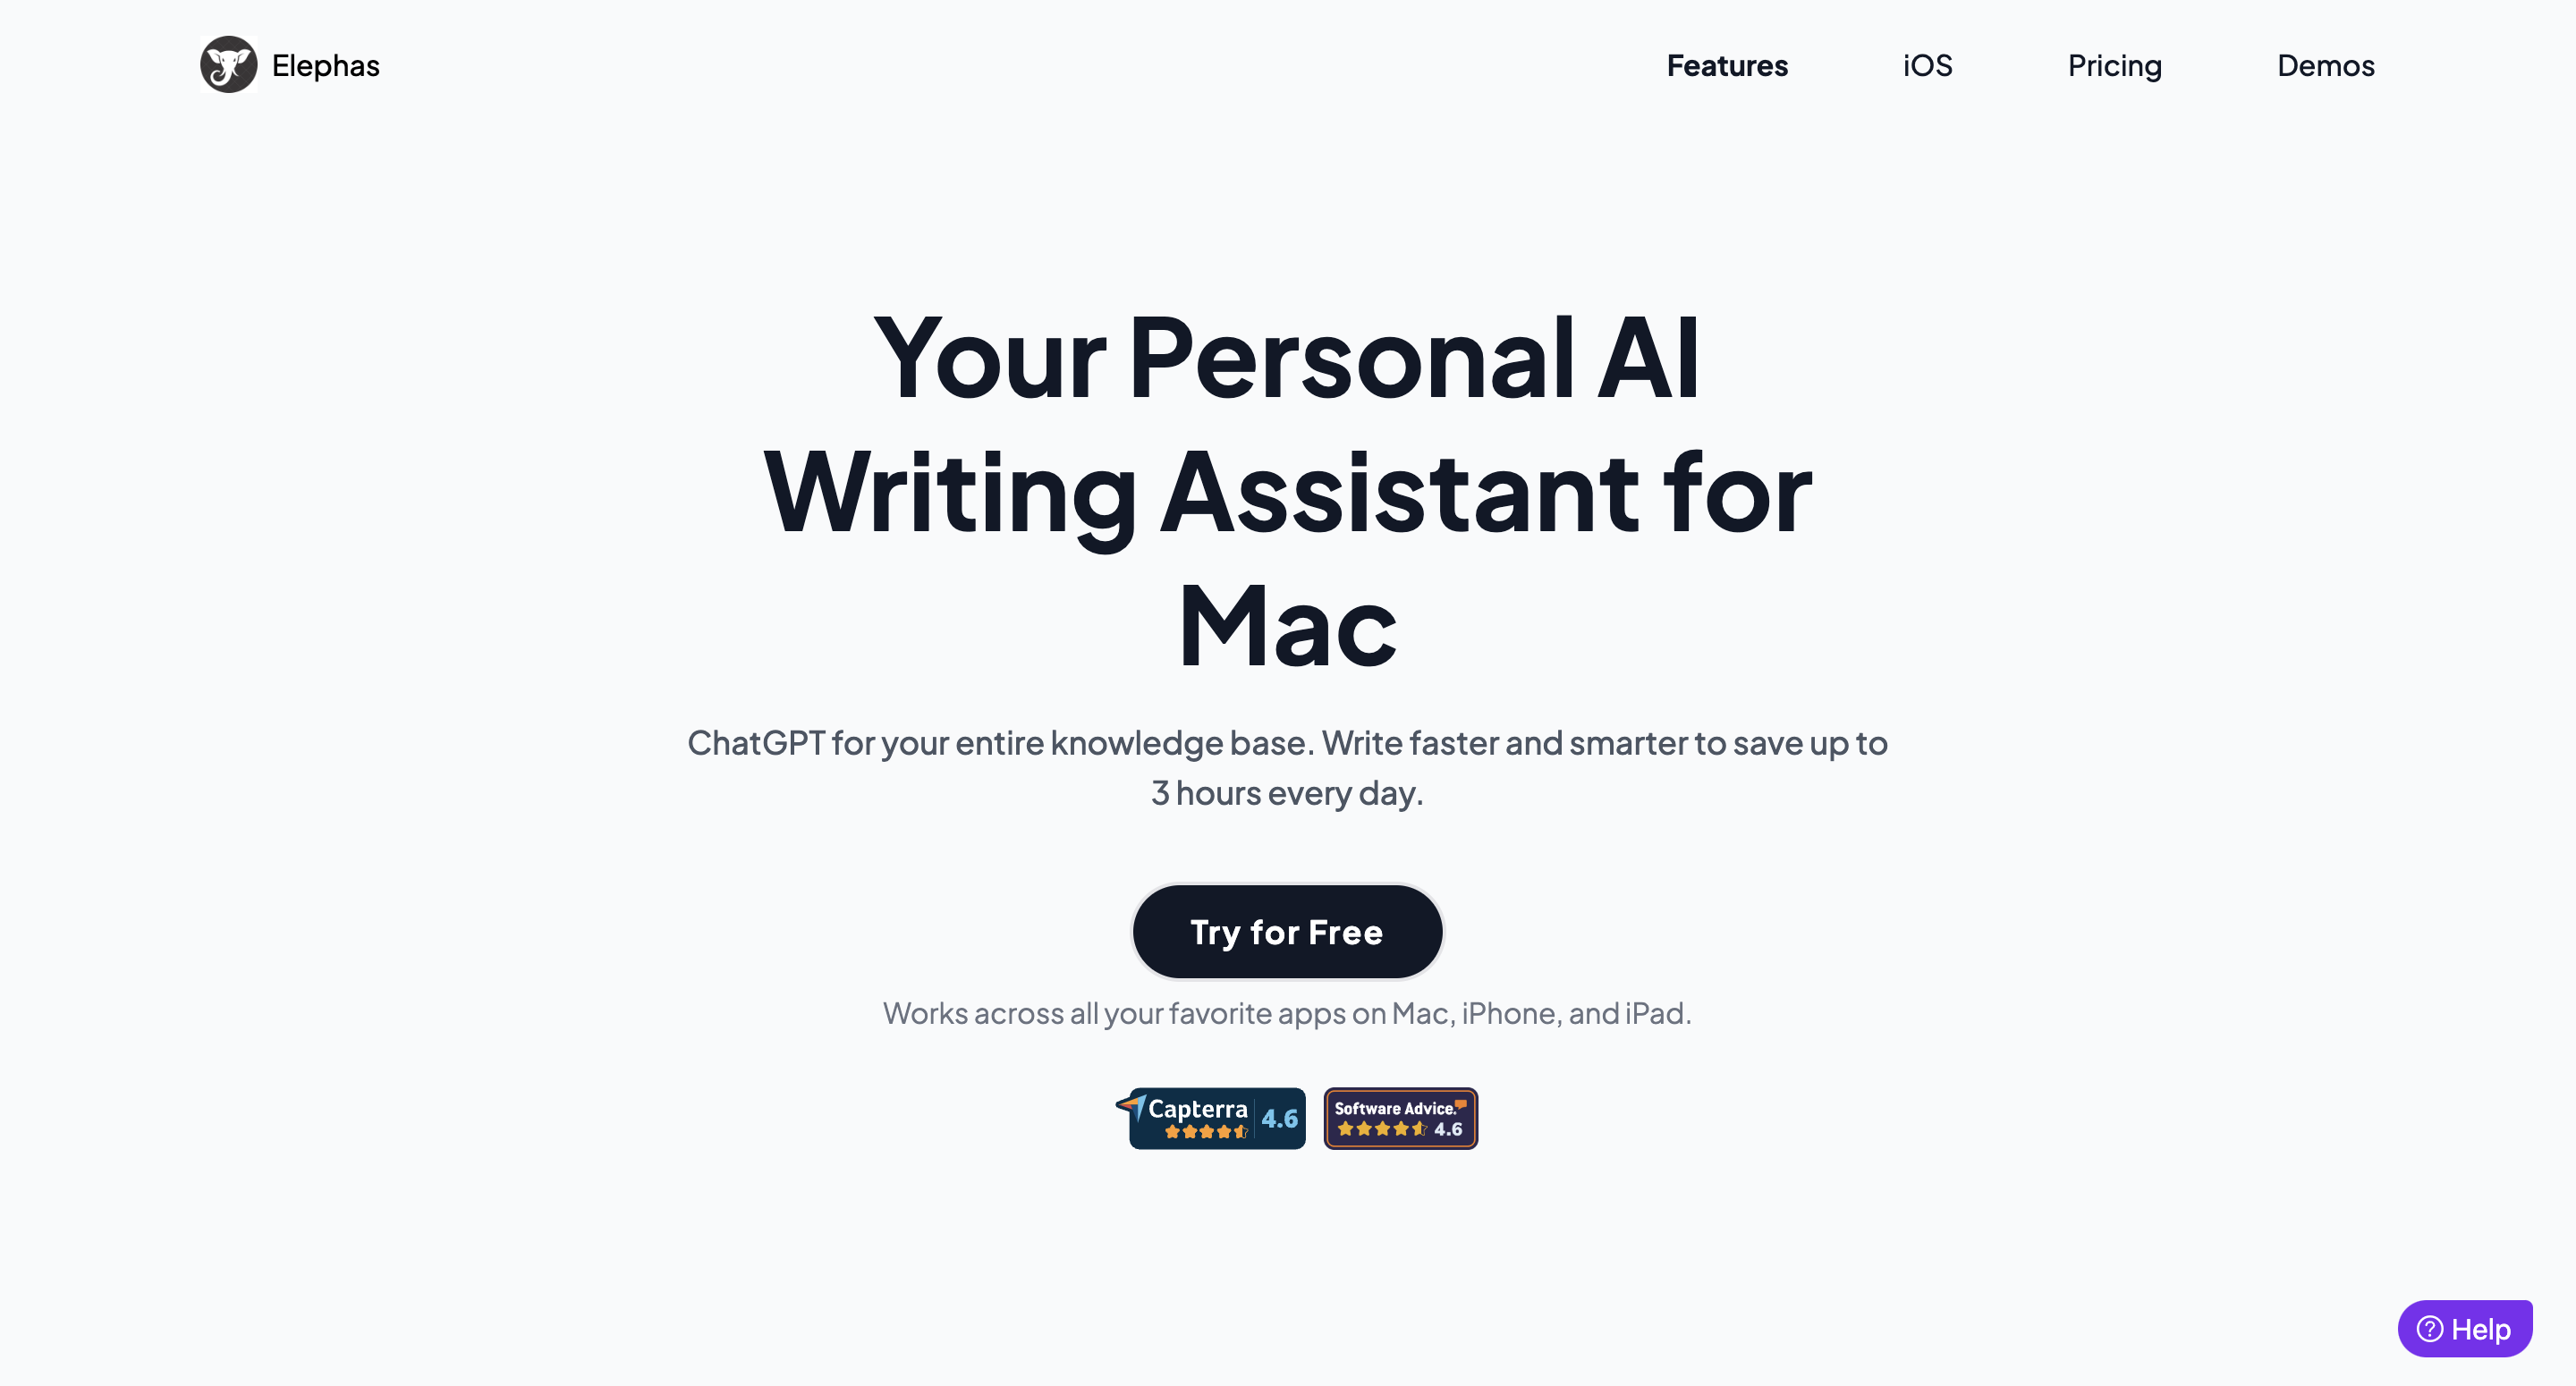 Elephas
Features
iOS
Pricing
Demos
Your Personal AI
Writing Assistant for
Mac
ChatGPT for your entire knowledge base. Write faster and smarter to save up to
3 hours every day.
Try for Free
Works across all your favorite apps on Mac, iPhone, and iPad.
Capterra
4.6
Software Advice.
4.6
Help